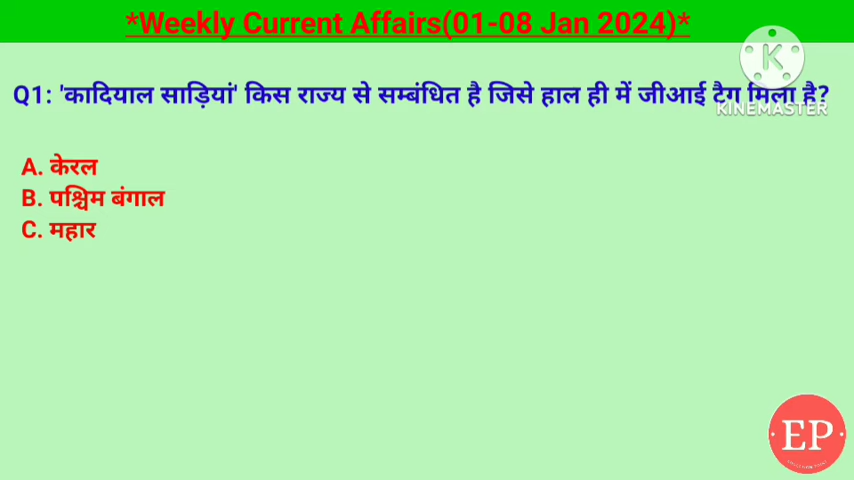 *Weekly Current Affairs(01-08 Jan 2024)*
Q1: 'कादियाल साड़ियां' किस राज्य से सम्बंधित है जिसे हाल ही में जीआई टैग मिला है?
KINEMASTER
A. केरल
B. पश्चिम बंगाल
C. महार
EP